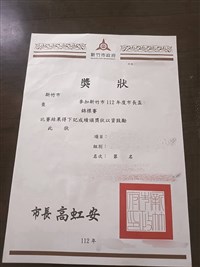 新竹市政府
獎狀
新竹市
參加新竹市112年度市長盃
錦標賽
比賽結果得下記成績頒獎狀以資鼓勵
此狀
項目:
組別:
名次:第 名
市長 高虹安
112年